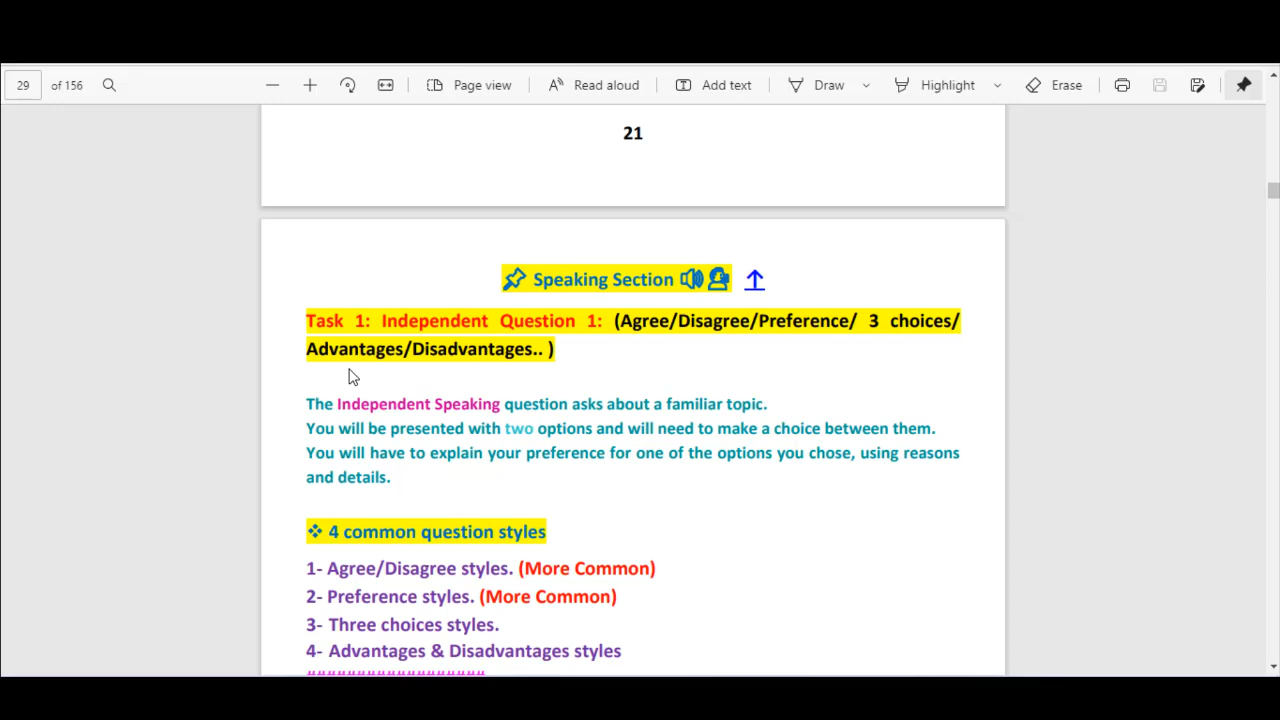 29 of 156 Page view Read aloud Add text Draw Highlight Erase
21
Speaking Section
Task 1: Independent Question 1: (Agree/Disagree/Preference/ 3 choices/
Advantages/Disadvantages.. )
The Independent Speaking question asks about a familiar topic.
You will be presented with two options and will need to make a choice between them.
You will have to explain your preference for one of the options you chose, using reasons
and details.
❖ 4 common question styles
1- Agree/Disagree styles. (More Common)
2- Preference styles. (More Common)
3- Three choices styles.
4- Advantages & Disadvantages styles